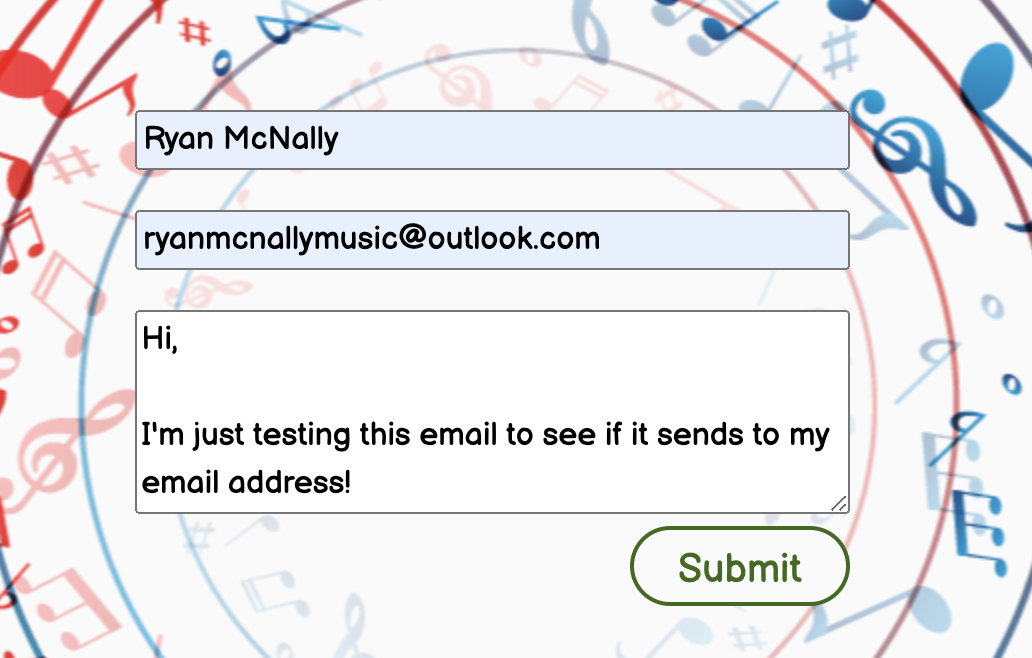 Ryan McNally
ryanmcnallymusic@outlook.com
Hi,
I'm just testing this email to see if it sends to my
email address!
Submit